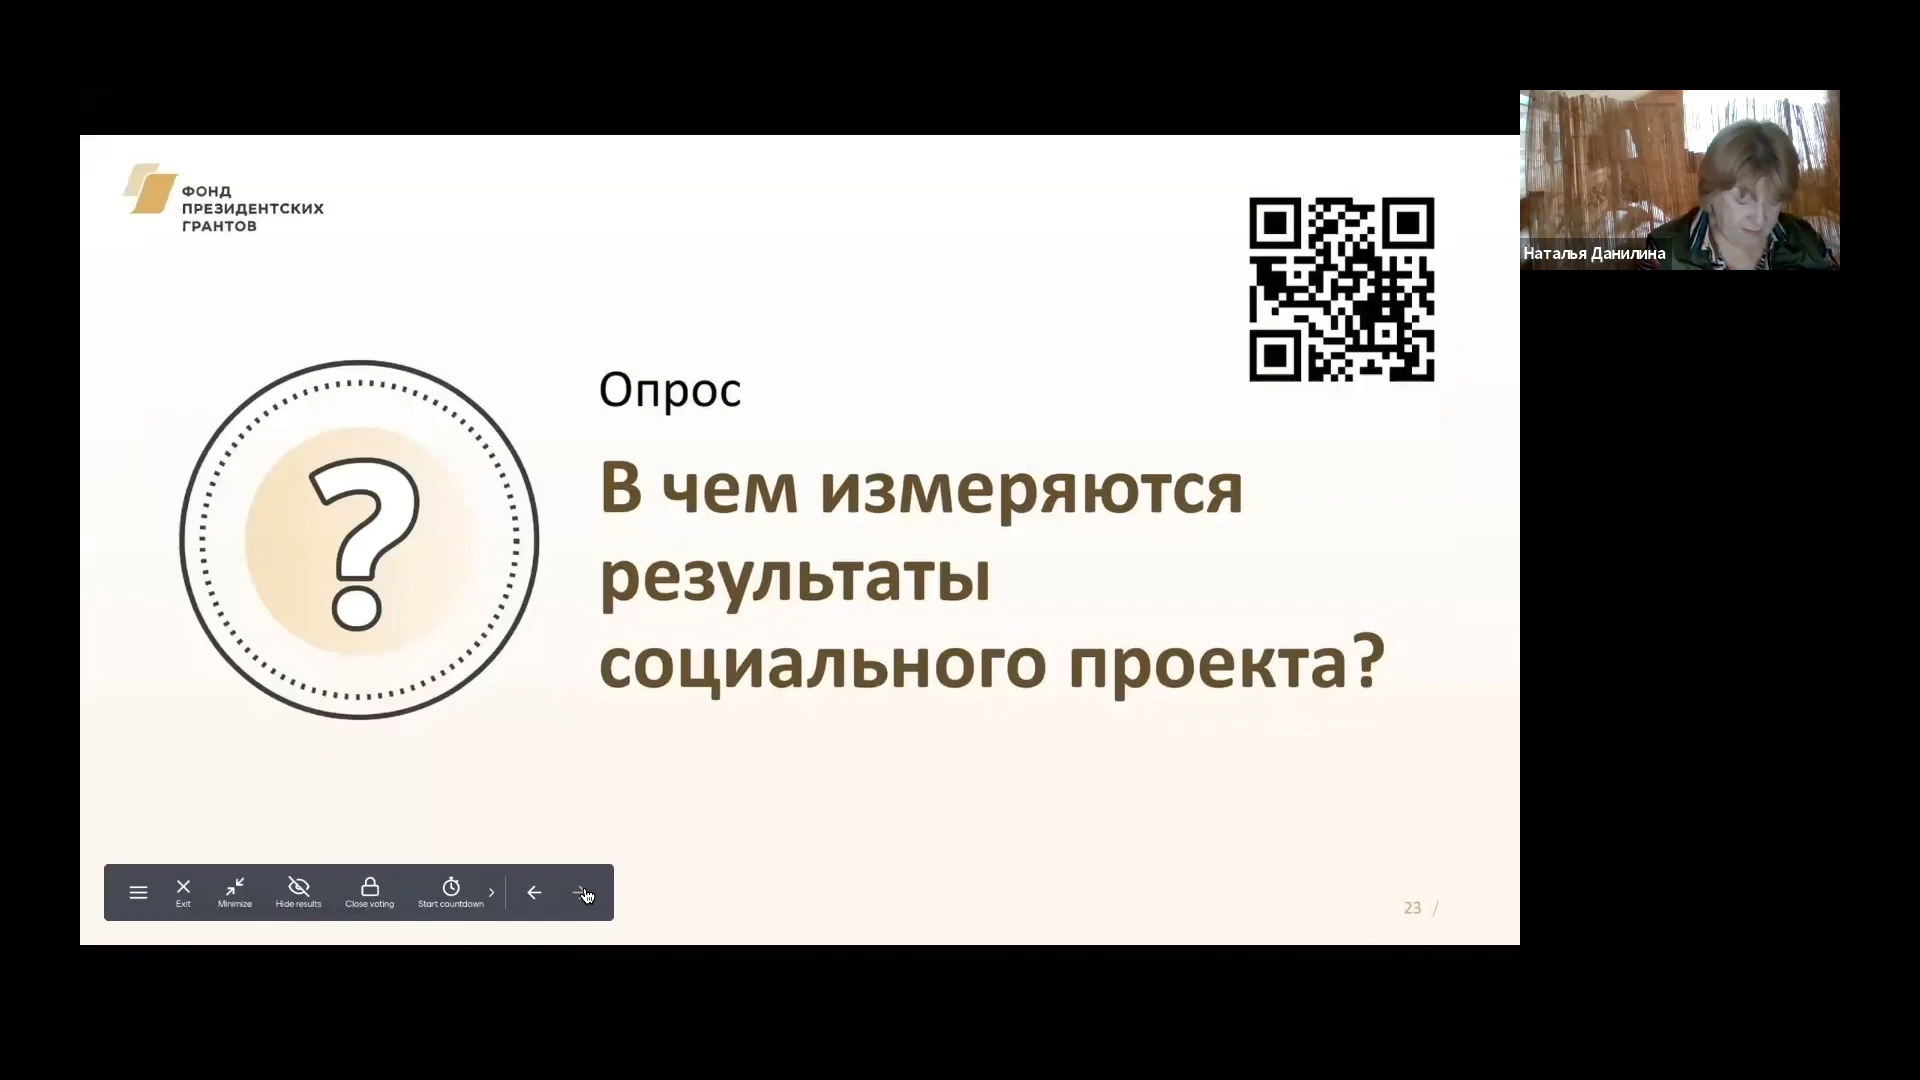 ФОНД
ПРЕЗИДЕНТСКИХ
ГРАНТОВ
Наталья Данилина
Опрос
В чем измеряются
результаты
социального проекта?
?
Exit
Minimize
Hide results
Close voting
Start countdown
23 /